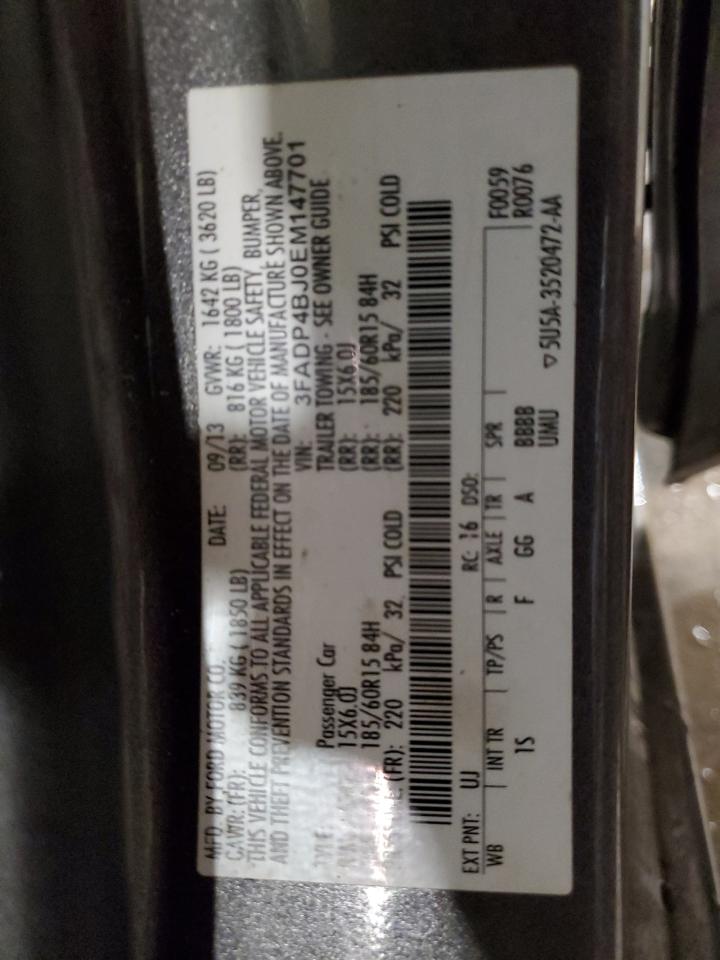 MFD. BY FORD MOTOR CO. DATE: 09/13 GVWR: 1642 KG ( 3620 LB)
GAWR: (FR): 839 KG ( 1850 LB) (RR): 816 KG ( 1800 LB)
THIS VEHICLE CONFORMS TO ALL APPLICABLE FEDERAL MOTOR VEHICLE SAFETY, BUMPER,
AND THEFT PREVENTION STANDARDS IN EFFECT ON THE DATE OF MANUFACTURE SHOWN ABOVE.
VIN: 3FADP4BJ0EM147701
Passenger Car TRAILER TOWING - SEE OWNER GUIDE
15X6.0J (RR): 15X6.0J
185/60R15 84H (RR): 185/60R15 84H
(FR): 220 kPa/ 32 PSI COLD (RR): 220 kPa/ 32 PSI COLD
EXT PNT: UJ RC: 16 DSO: F0059
WB INT TR TP/PS R AXLE TR SPR R0076
1S F GG A BBBB
UMU ▽ 5U5A-3520472-AA